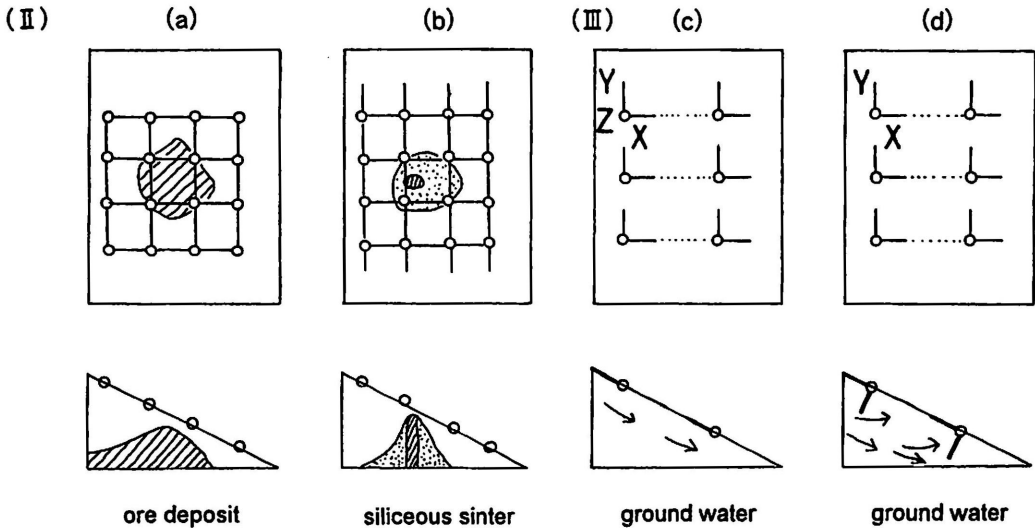 (Ⅱ) (a) (b) (Ⅲ) (c) (d)
Y Y
Z X X
ore deposit siliceous sinter ground water ground water